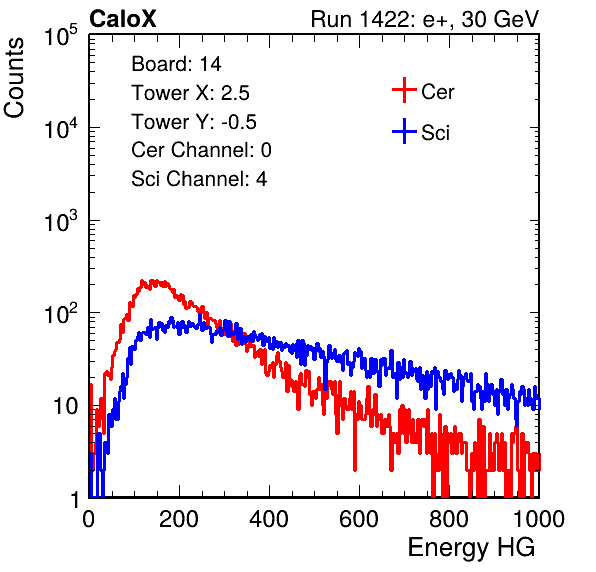 CaloX Run 1422: e+, 30 GeV
Board: 14
Tower X: 2.5
Tower Y: -0.5
Cer Channel: 0
Sci Channel: 4
Cer
Sci
Counts
10^5
10^4
10^3
10^2
10
1
0 200 400 600 800 1000
Energy HG